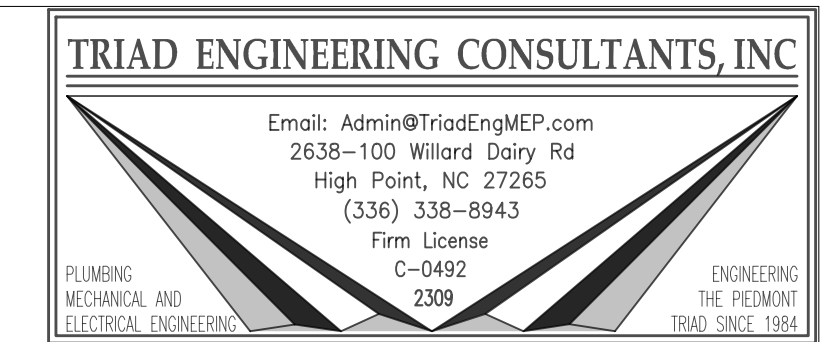 TRIAD ENGINEERING CONSULTANTS, INC
Email: Admin@TriadEngMEP.com
2638-100 Willard Dairy Rd
High Point, NC 27265
(336) 338-8943
Firm License
C-0492
2309
PLUMBING
MECHANICAL AND
ELECTRICAL ENGINEERING
ENGINEERING
THE PIEDMONT
TRIAD SINCE 1984